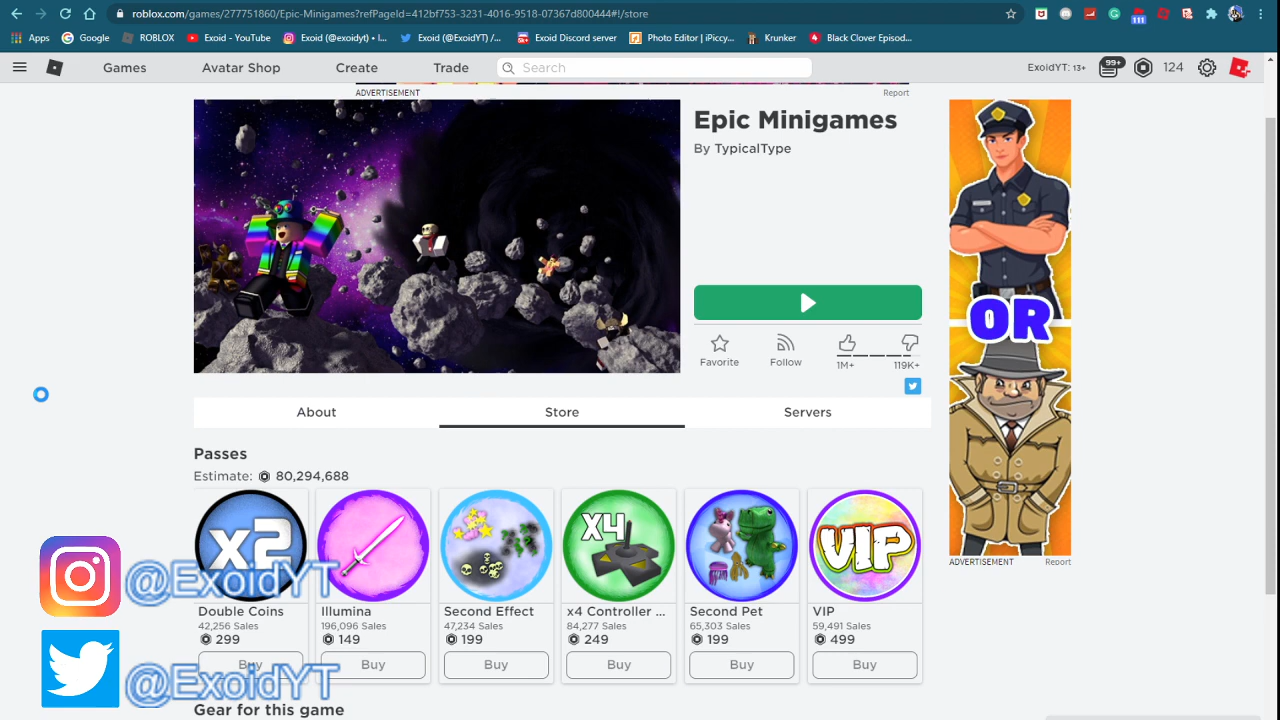 roblox.com/games/277751860/Epic-Minigames?refPageId=412bf753-3231-4016-9518-07367d800444#!/store
111
Apps
Google
ROBLOX
Exoid - YouTube
Exoid (@exoidyt) • I...
Exoid (@ExoidYT) /...
Exoid Discord server
Photo Editor | iPiccy...
Krunker
Black Clover Episod...
Games
Avatar Shop
Create
Trade
Search
ExoidYT: 13+
99+
124
ADVERTISEMENT
Report
Epic Minigames
By TypicalType
Favorite
Follow
1M+
119K+
OR
About
Store
Servers
Passes
Estimate: 80,294,688
x2
X4
VIP
ADVERTISEMENT
Report
Double Coins
42,256 Sales
299
Buy
Illumina
196,096 Sales
149
Buy
Second Effect
47,234 Sales
199
Buy
x4 Controller ...
84,277 Sales
249
Buy
Second Pet
65,303 Sales
199
Buy
VIP
59,491 Sales
499
Buy
@ExoidYT
@ExoidYT
Gear for this game